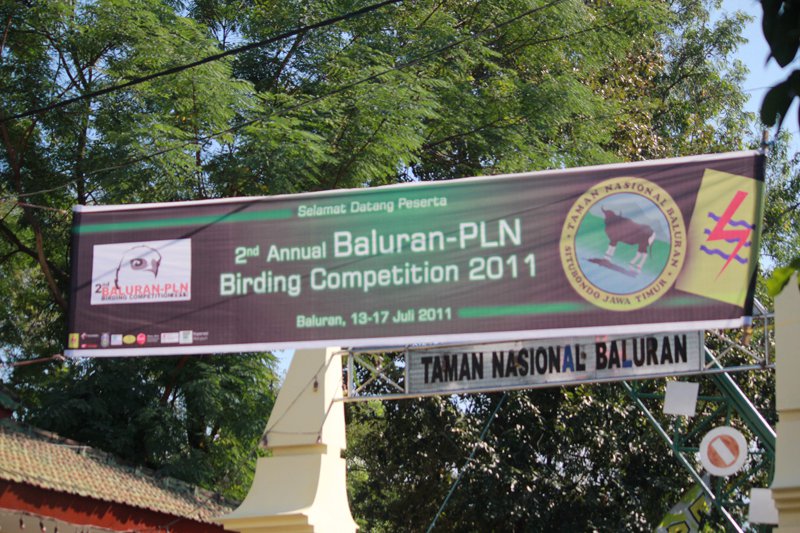 Selamat Datang Peserta
2nd Annual Baluran-PLN
Birding Competition 2011
Baluran, 13-17 Juli 2011
2nd
BALURAN-PLN
BIRDING COMPETITION
TAMAN NASIONAL BALURAN
SITUBONDO JAWA TIMUR
TAMAN NASIONAL BALURAN